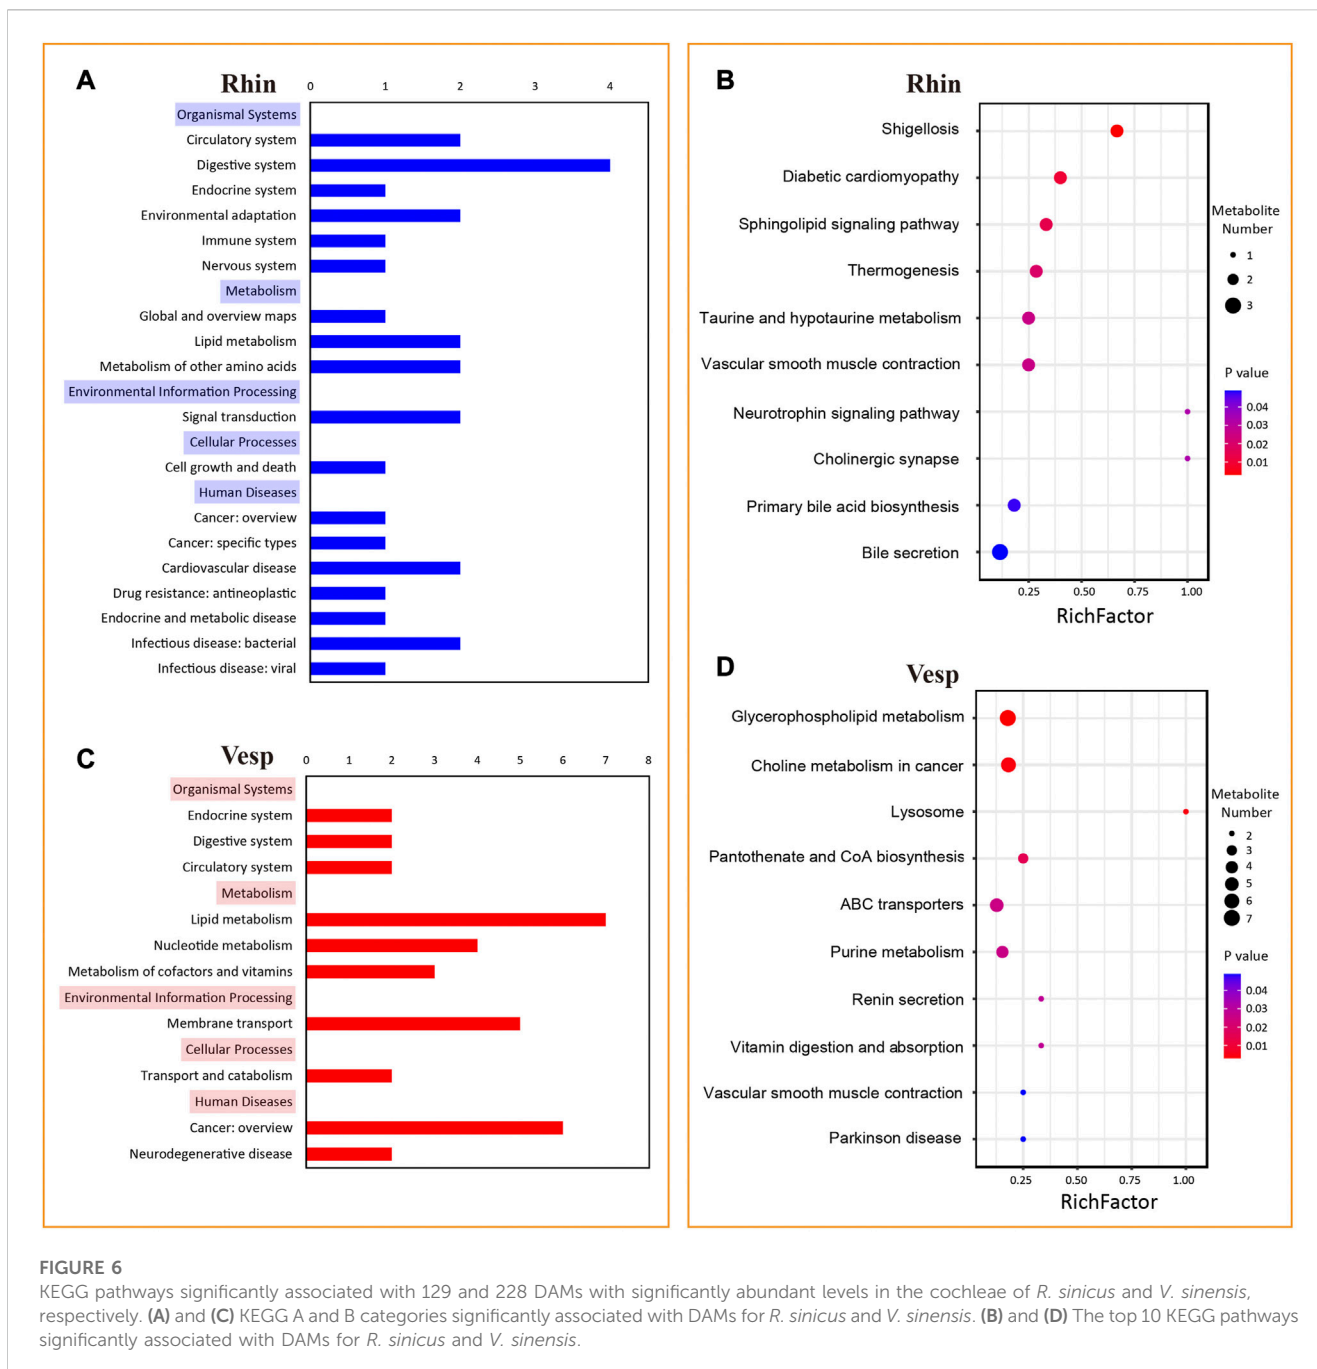 A
Rhin
0 1 2 3 4
Organismal Systems
Circulatory system
Digestive system
Endocrine system
Environmental adaptation
Immune system
Nervous system
Metabolism
Global and overview maps
Lipid metabolism
Metabolism of other amino acids
Environmental Information Processing
Signal transduction
Cellular Processes
Cell growth and death
Human Diseases
Cancer: overview
Cancer: specific types
Cardiovascular disease
Drug resistance: antineoplastic
Endocrine and metabolic disease
Infectious disease: bacterial
Infectious disease: viral
B
Rhin
Shigellosis
Diabetic cardiomyopathy
Sphingolipid signaling pathway
Thermogenesis
Taurine and hypotaurine metabolism
Vascular smooth muscle contraction
Neurotrophin signaling pathway
Cholinergic synapse
Primary bile acid biosynthesis
Bile secretion
0.25 0.50 0.75 1.00
RichFactor
Metabolite
Number
1
2
3
P value
0.04
0.03
0.02
0.01
C
Vesp
0 1 2 3 4 5 6 7 8
Organismal Systems
Endocrine system
Digestive system
Circulatory system
Metabolism
Lipid metabolism
Nucleotide metabolism
Metabolism of cofactors and vitamins
Environmental Information Processing
Membrane transport
Cellular Processes
Transport and catabolism
Human Diseases
Cancer: overview
Neurodegenerative disease
D
Vesp
Glycerophospholipid metabolism
Choline metabolism in cancer
Lysosome
Pantothenate and CoA biosynthesis
ABC transporters
Purine metabolism
Renin secretion
Vitamin digestion and absorption
Vascular smooth muscle contraction
Parkinson disease
0.25 0.50 0.75 1.00
RichFactor
Metabolite
Number
2
3
4
5
6
7
P value
0.04
0.03
0.02
0.01
FIGURE 6
KEGG pathways significantly associated with 129 and 228 DAMs with significantly abundant levels in the cochleae of R. sinicus and V. sinensis,
respectively. (A) and (C) KEGG A and B categories significantly associated with DAMs for R. sinicus and V. sinensis. (B) and (D) The top 10 KEGG pathways
significantly associated with DAMs for R. sinicus and V. sinensis.